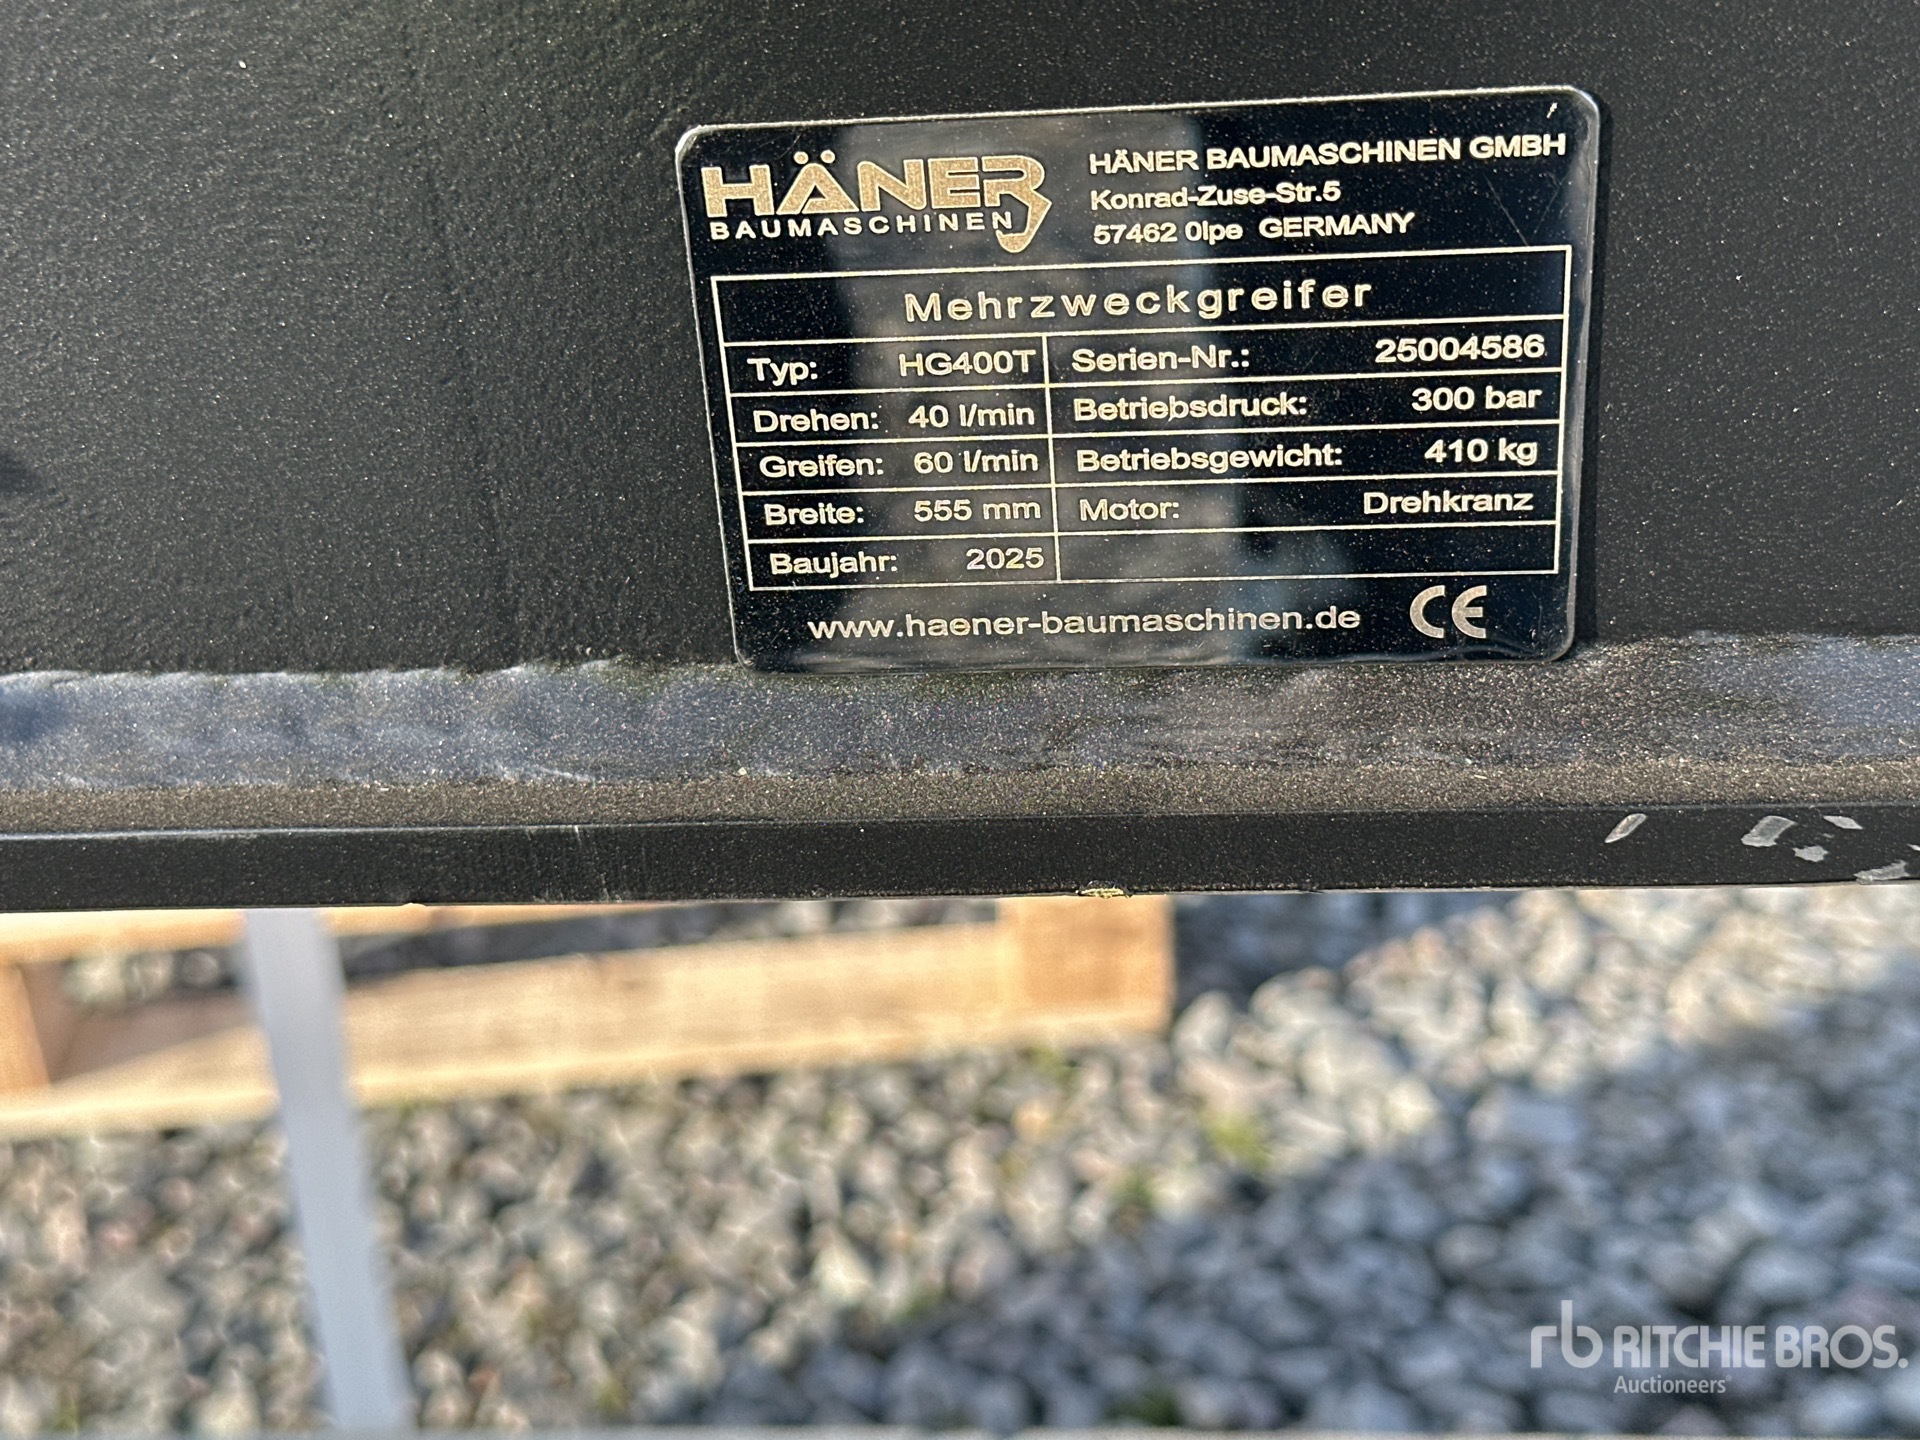 HÄNER
BAUMASCHINEN
HÄNER BAUMASCHINEN GMBH
Konrad-Zuse-Str.5
57462 Olpe GERMANY
Mehrzweckgreifer
Typ: HG400T Serien-Nr.: 25004586
Drehen: 40 l/min Betriebsdruck: 300 bar
Greifen: 60 l/min Betriebsgewicht: 410 kg
Breite: 555 mm Motor: Drehkranz
Baujahr: 2025
www.haener-baumaschinen.de CE
rb RITCHIE BROS.
Auctioneers